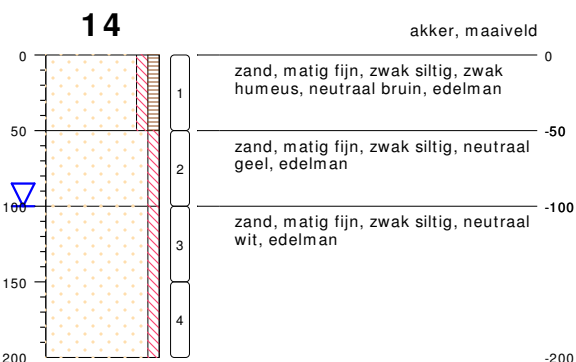 14
akker, maaiveld
0
0
zand, matig fijn, zwak siltig, zwak
humeus, neutraal bruin, edelman
1
50
-50
zand, matig fijn, zwak siltig, neutraal
geel, edelman
2
100
-100
zand, matig fijn, zwak siltig, neutraal
wit, edelman
3
150
4
200
-200